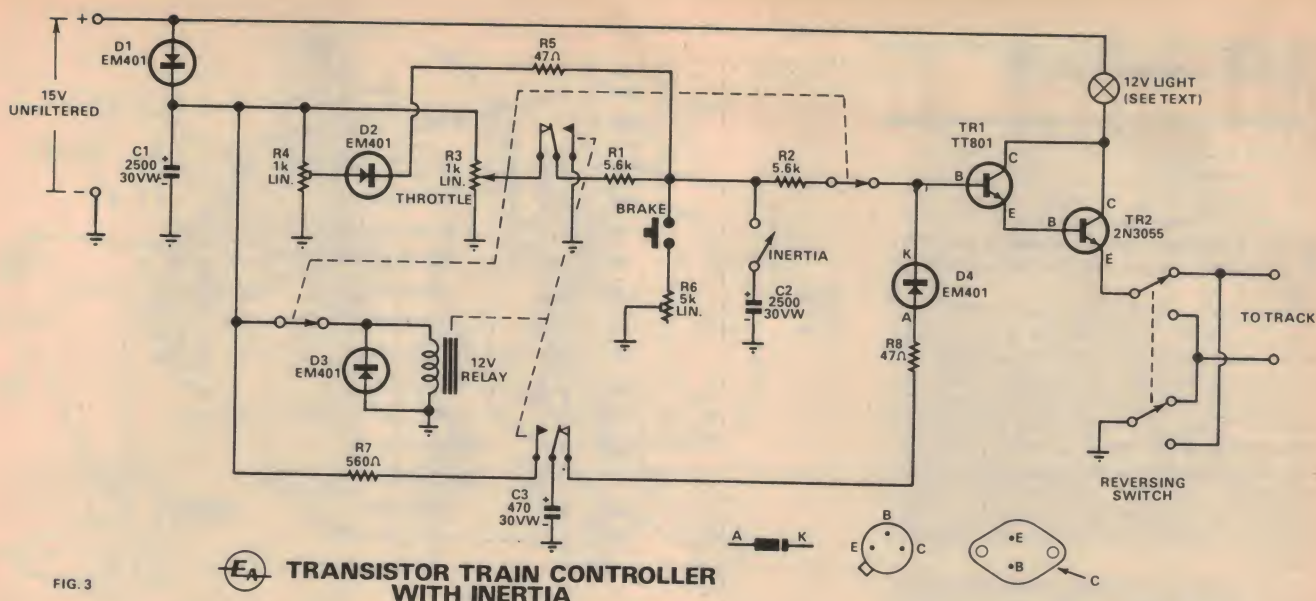 +
15V
UNFILTERED
-
D1
EM401
C1
2500
30VW
+
-
R4
1k
LIN.
D2
EM401
R5
47Ω
R3
1k
LIN.
THROTTLE
R1
5.6k
BRAKE
R6
5k
LIN.
R2
5.6k
INERTIA
+
C2
2500
30VW
-
12V LIGHT
(SEE TEXT)
TR1
TT801
B
C
E
TR2
2N3055
B
C
E
K
D4
EM401
A
R8
47Ω
TO TRACK
REVERSING
SWITCH
D3
EM401
12V
RELAY
R7
560Ω
C3
470
30VW
+
-
A K
B
E C
E
B
C
FIG. 3
EA TRANSISTOR TRAIN CONTROLLER
WITH INERTIA